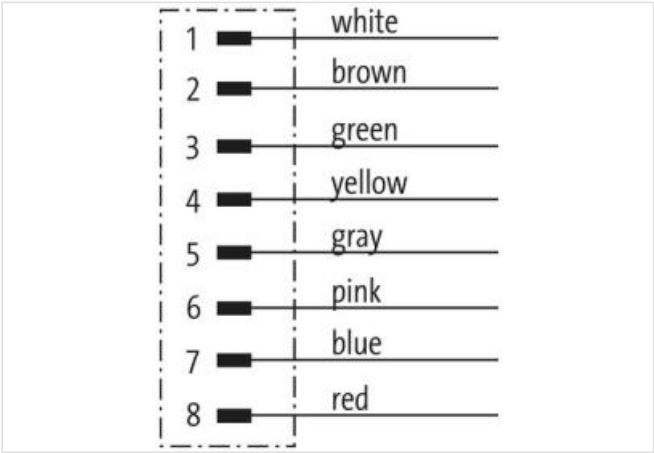 1 white
2 brown
3 green
4 yellow
5 gray
6 pink
7 blue
8 red